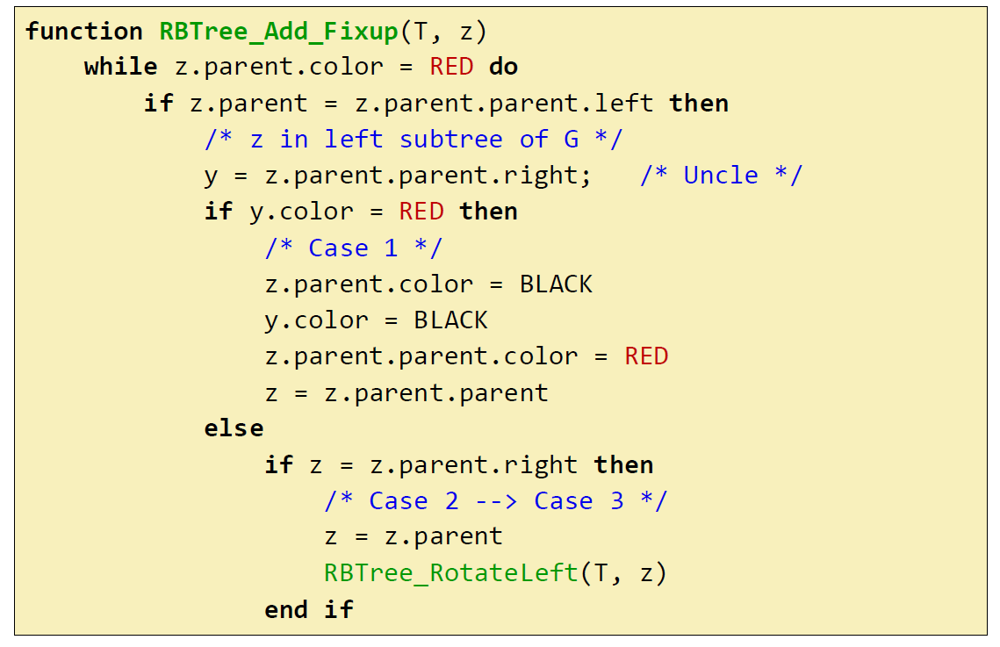 function RBTree_Add_Fixup(T, z)
    while z.parent.color = RED do
        if z.parent = z.parent.parent.left then
            /* z in left subtree of G */
            y = z.parent.parent.right;   /* Uncle */
            if y.color = RED then
                /* Case 1 */
                z.parent.color = BLACK
                y.color = BLACK
                z.parent.parent.color = RED
                z = z.parent.parent
            else
                if z = z.parent.right then
                    /* Case 2 --> Case 3 */
                    z = z.parent
                    RBTree_RotateLeft(T, z)
                end if